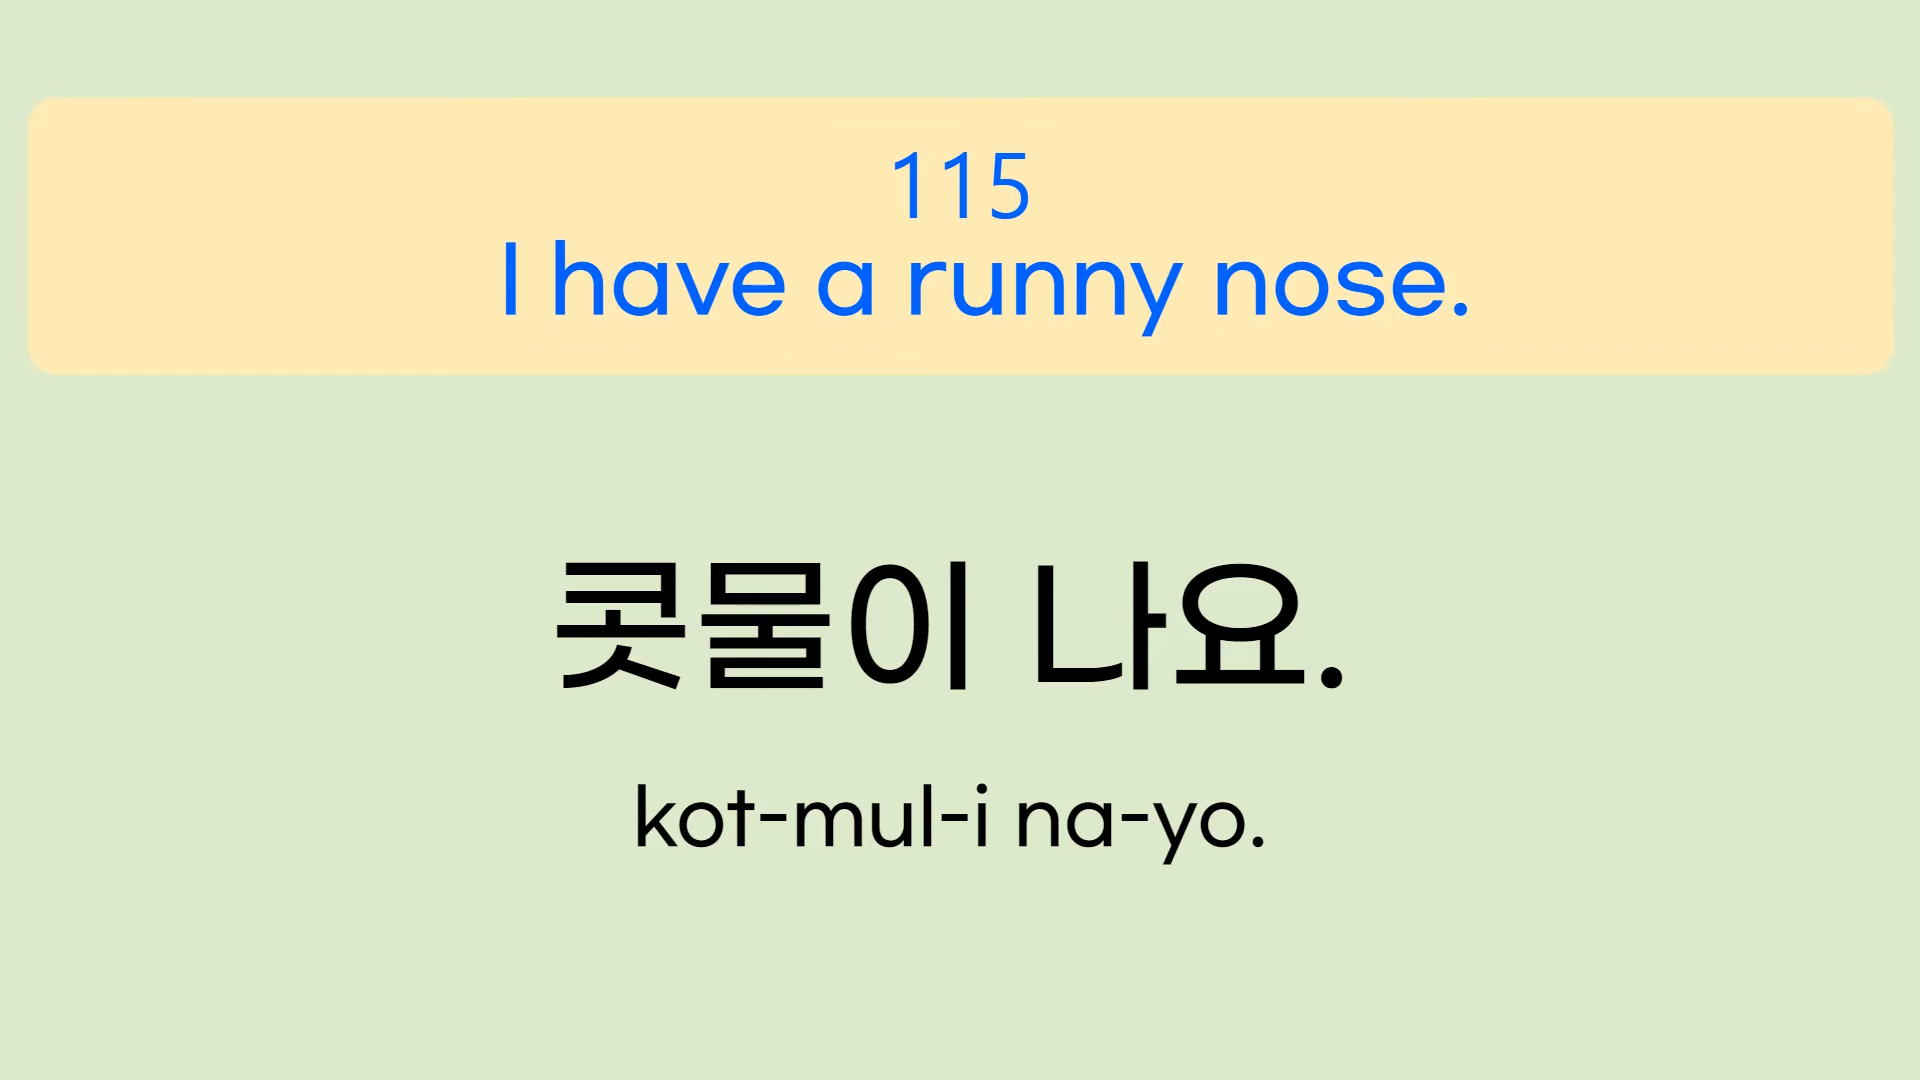 115
I have a runny nose.
콧물이 나요.
kot-mul-i na-yo.